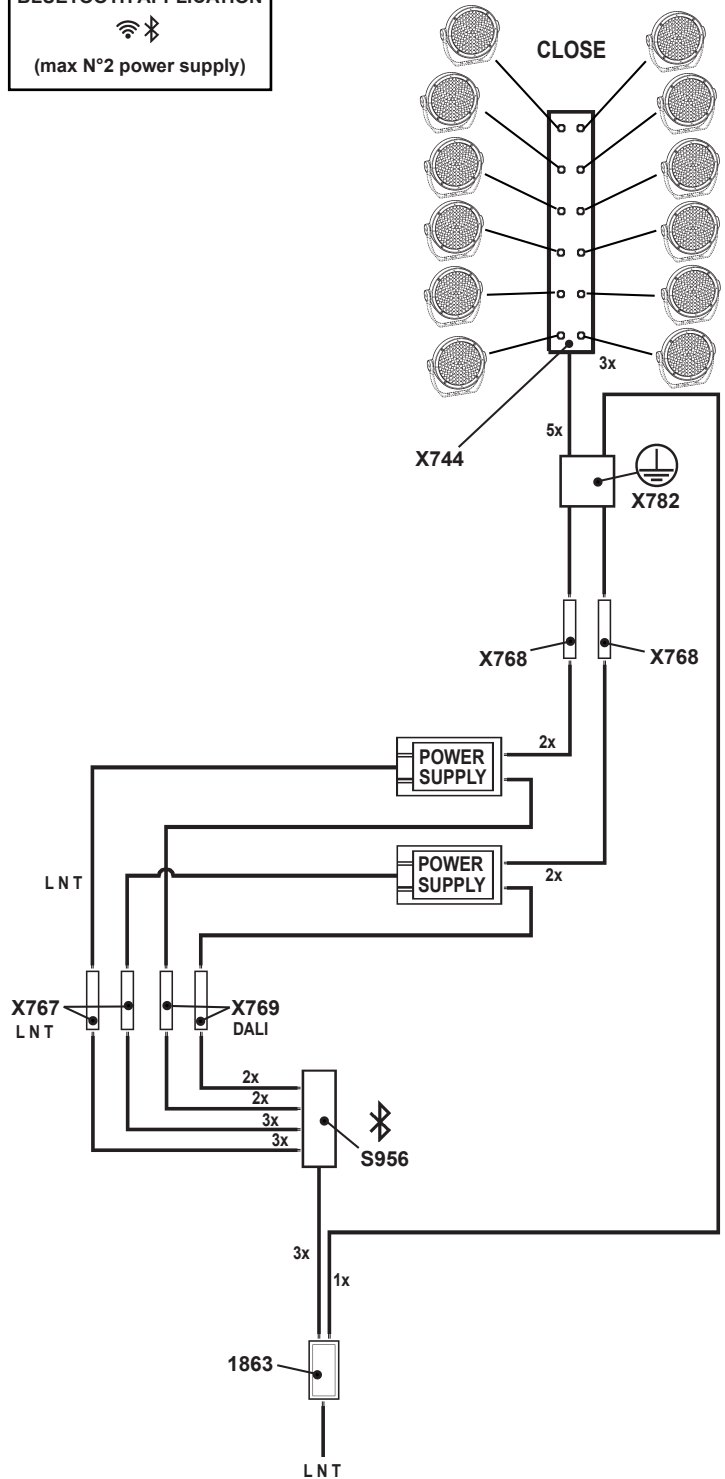 BLUETOOTH APPLICATION
(max N°2 power supply)
CLOSE
3x
5x
X744
X782
X768
X768
2x
POWER
SUPPLY
POWER
SUPPLY
2x
L N T
X767
L N T
X769
DALI
2x
2x
3x
3x
S956
3x
1x
1863
L N T